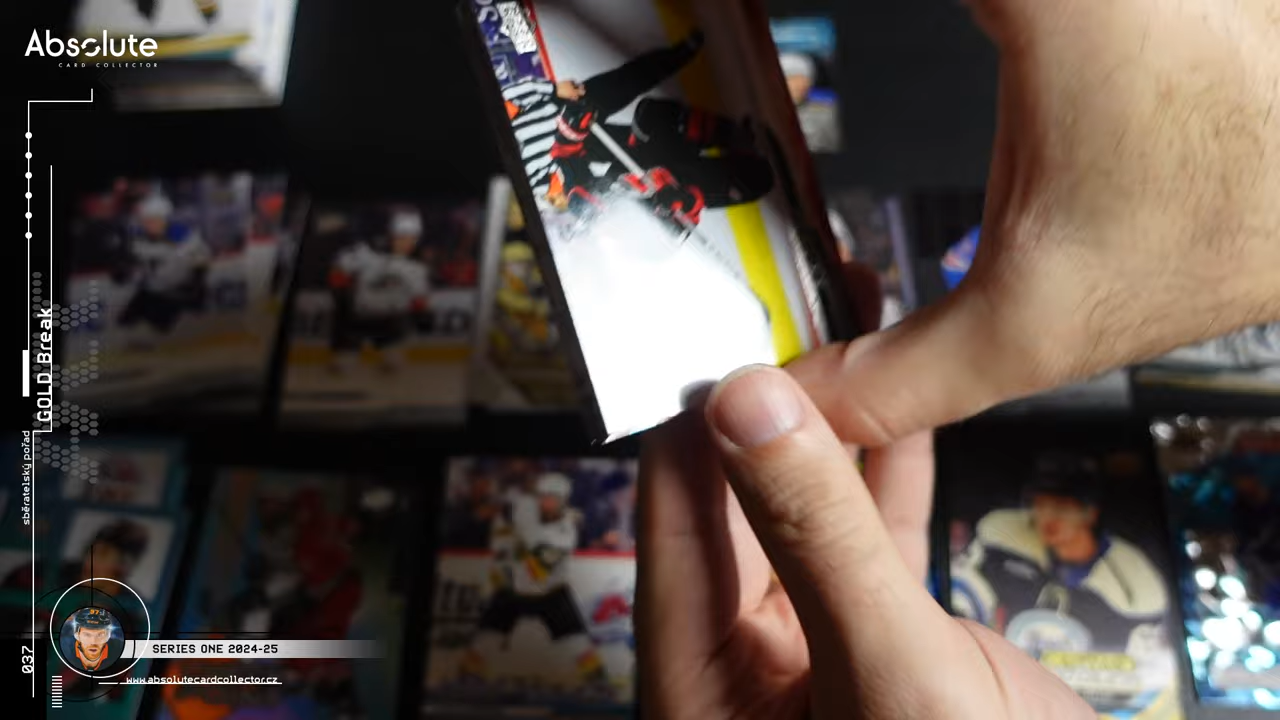 Absolute
CARD COLLECTOR
GOLD Break
sběratelský pořad
037
SERIES ONE 2024-25
www.absolutecardcollector.cz